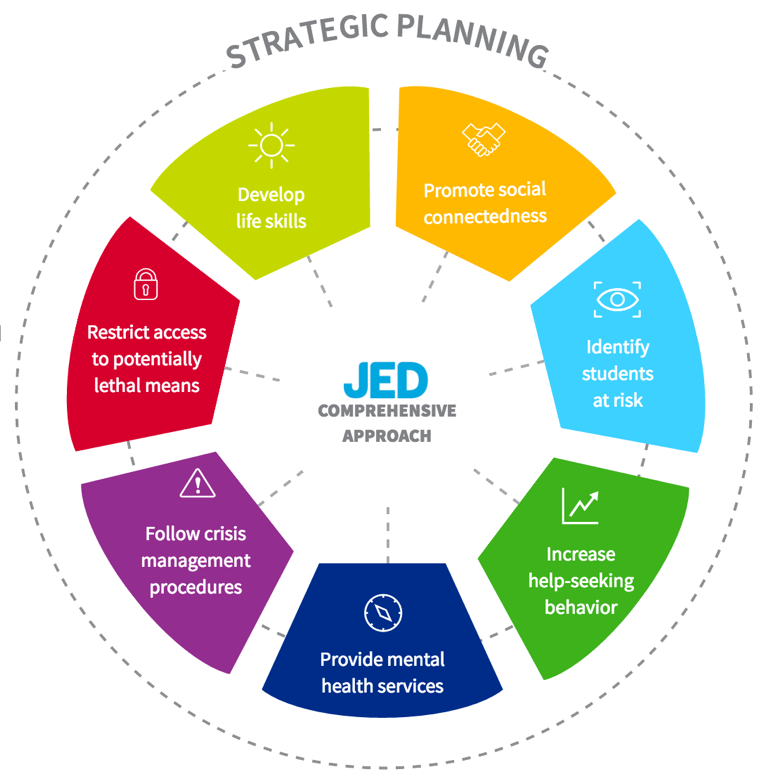 STRATEGIC PLANNING
Develop
life skills
Promote social
connectedness
Identify
students
at risk
Increase
help-seeking
behavior
Provide mental
health services
Follow crisis
management
procedures
Restrict access
to potentially
lethal means
JED
COMPREHENSIVE
APPROACH